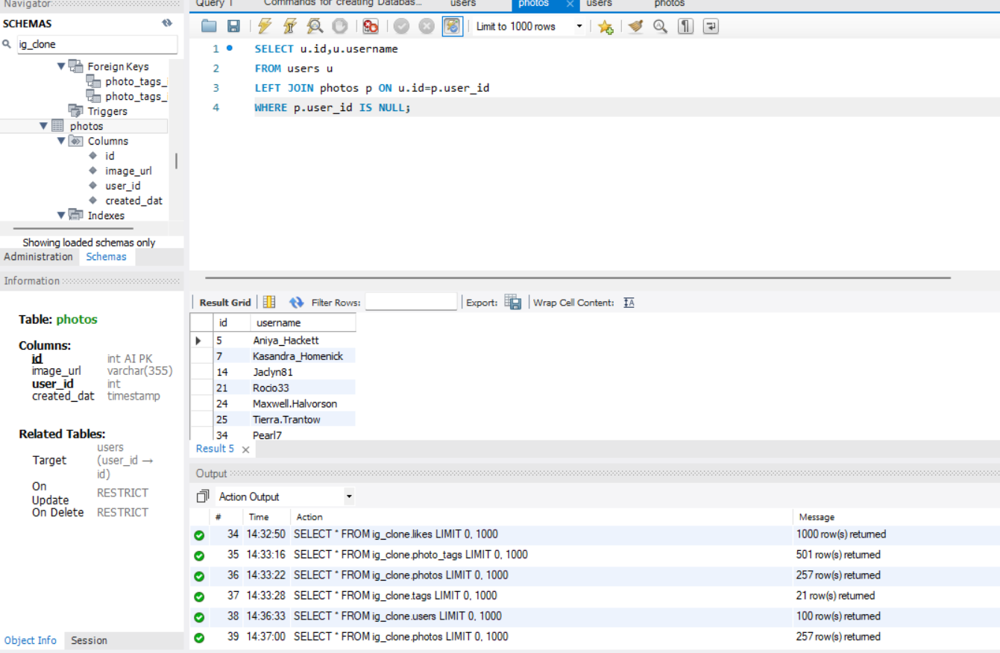 Navigator
Query 1
Commands for creating Databas...
users
photos
users
photos
SCHEMAS
ig_clone
Foreign Keys
photo_tags_i
photo_tags_i
Triggers
photos
Columns
id
image_url
user_id
created_dat
Indexes
Showing loaded schemas only
Administration Schemas
Limit to 1000 rows
1 SELECT u.id,u.username
2 FROM users u
3 LEFT JOIN photos p ON u.id=p.user_id
4 WHERE p.user_id IS NULL;
Information
Table: photos
Columns:
id int AI PK
image_url varchar(355)
user_id int
created_dat timestamp
Related Tables:
Target users (user_id → id)
On Update RESTRICT
On Delete RESTRICT
Object Info Session
Result Grid Filter Rows: Export: Wrap Cell Content: IA
id username
5 Aniya_Hackett
7 Kasandra_Homenick
14 Jaclyn81
21 Rocio33
24 Maxwell.Halvorson
25 Tierra.Trantow
34 Pearl7
Result 5
Output
Action Output
# Time Action Message
34 14:32:50 SELECT * FROM ig_clone.likes LIMIT 0, 1000 1000 row(s) returned
35 14:33:16 SELECT * FROM ig_clone.photo_tags LIMIT 0, 1000 501 row(s) returned
36 14:33:22 SELECT * FROM ig_clone.photos LIMIT 0, 1000 257 row(s) returned
37 14:33:28 SELECT * FROM ig_clone.tags LIMIT 0, 1000 21 row(s) returned
38 14:36:33 SELECT * FROM ig_clone.users LIMIT 0, 1000 100 row(s) returned
39 14:37:00 SELECT * FROM ig_clone.photos LIMIT 0, 1000 257 row(s) returned